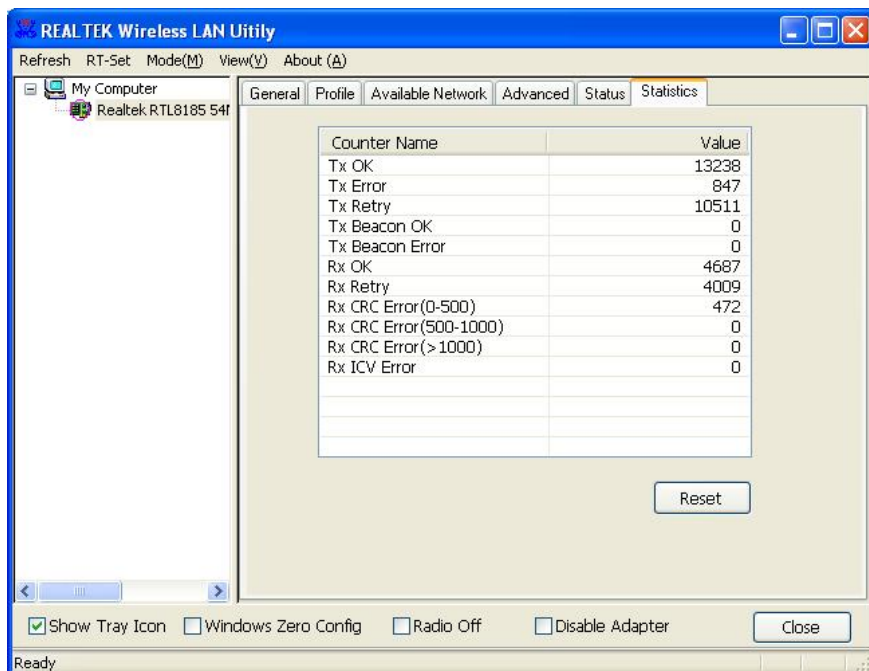 REALTEK Wireless LAN Uitily
Refresh RT-Set Mode(M) View(V) About (A)
My Computer
Realtek RTL8185 54M
General Profile Available Network Advanced Status Statistics
Counter Name Value
Tx OK 13238
Tx Error 847
Tx Retry 10511
Tx Beacon OK 0
Tx Beacon Error 0
Rx OK 4687
Rx Retry 4009
Rx CRC Error(0-500) 472
Rx CRC Error(500-1000) 0
Rx CRC Error(>1000) 0
Rx ICV Error 0
Reset
Show Tray Icon Windows Zero Config Radio Off Disable Adapter Close
Ready